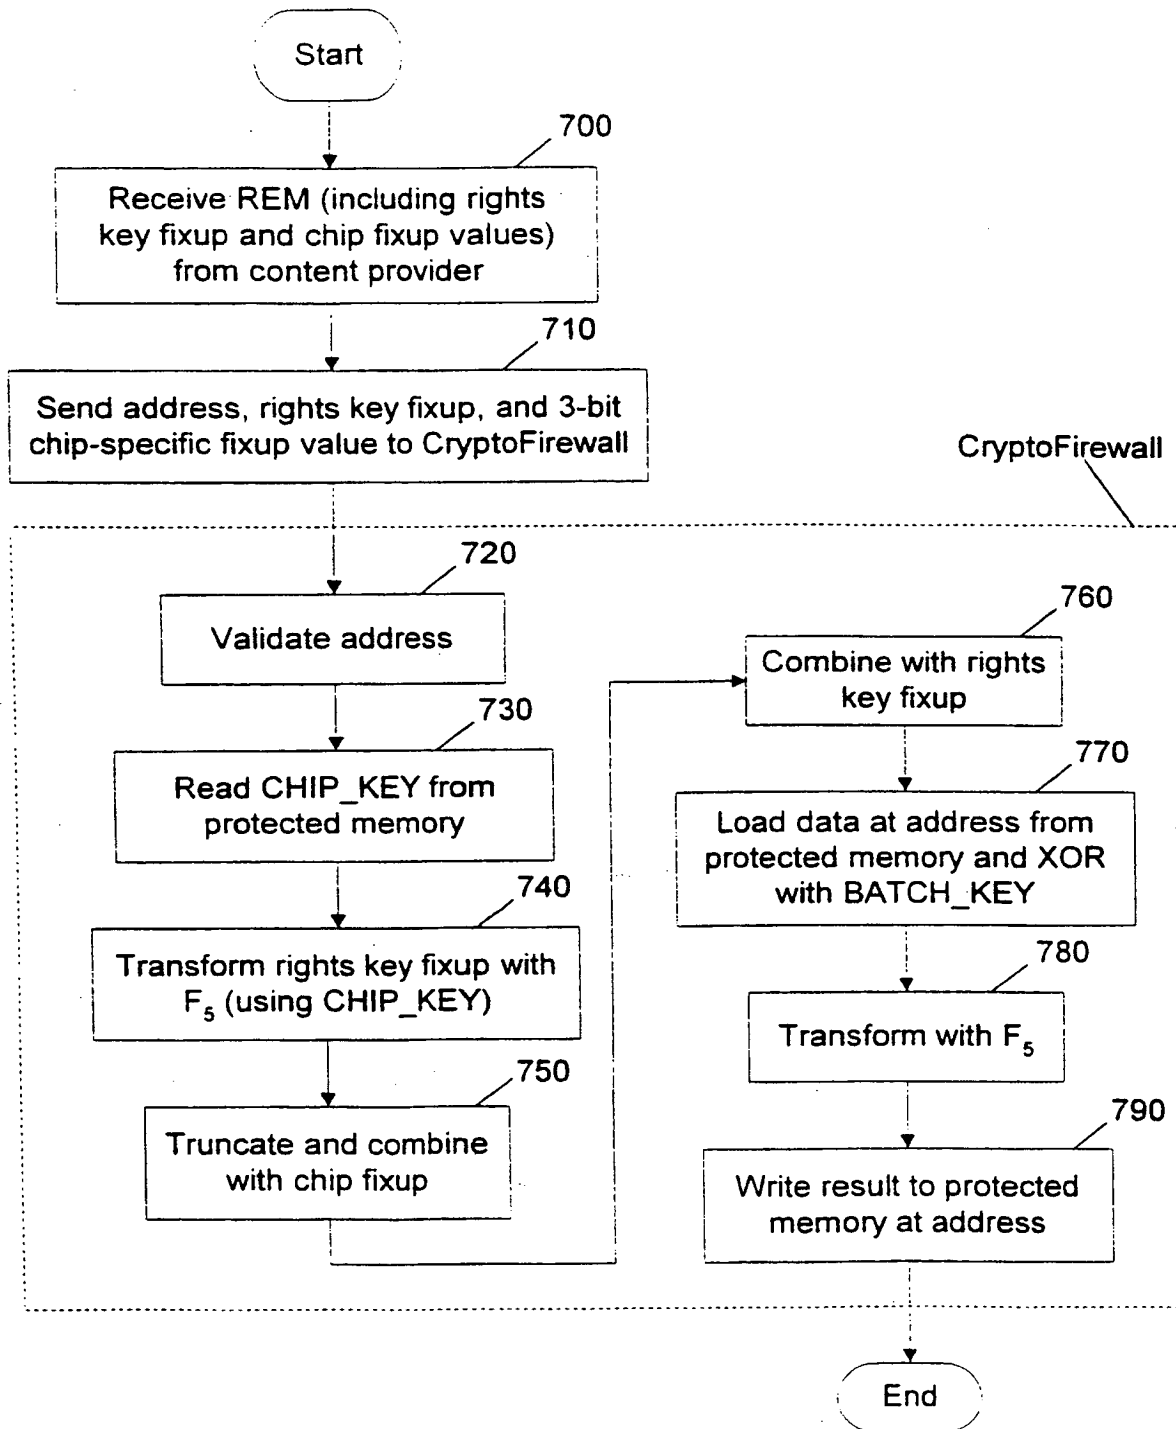 Start
700
Receive REM (including rights
key fixup and chip fixup values)
from content provider
710
Send address, rights key fixup, and 3-bit
chip-specific fixup value to CryptoFirewall
CryptoFirewall
720
Validate address
730
Read CHIP_KEY from
protected memory
740
Transform rights key fixup with
F5 (using CHIP_KEY)
750
Truncate and combine
with chip fixup
760
Combine with rights
key fixup
770
Load data at address from
protected memory and XOR
with BATCH_KEY
780
Transform with F5
790
Write result to protected
memory at address
End